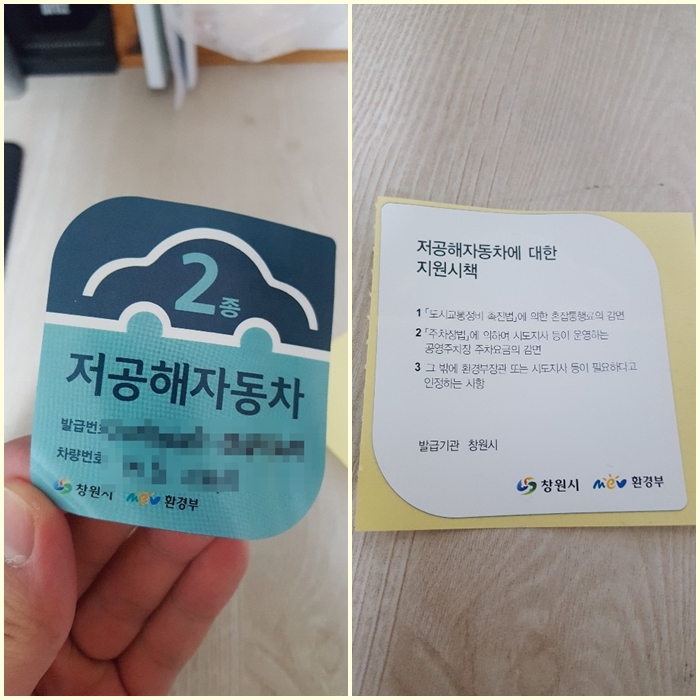 2종
저공해자동차
발급번호
차량번호
창원시 me 환경부
저공해자동차에 대한
지원시책
1 「도시교통정비 촉진법」에 의한 혼잡통행료의 감면
2 「주차장법」에 의하여 시도지사 등이 운영하는
공영주차장 주차요금의 감면
3 그 밖에 환경부장관 또는 시도지사 등이 필요하다고
인정하는 사항
발급기관 창원시
창원시 me 환경부